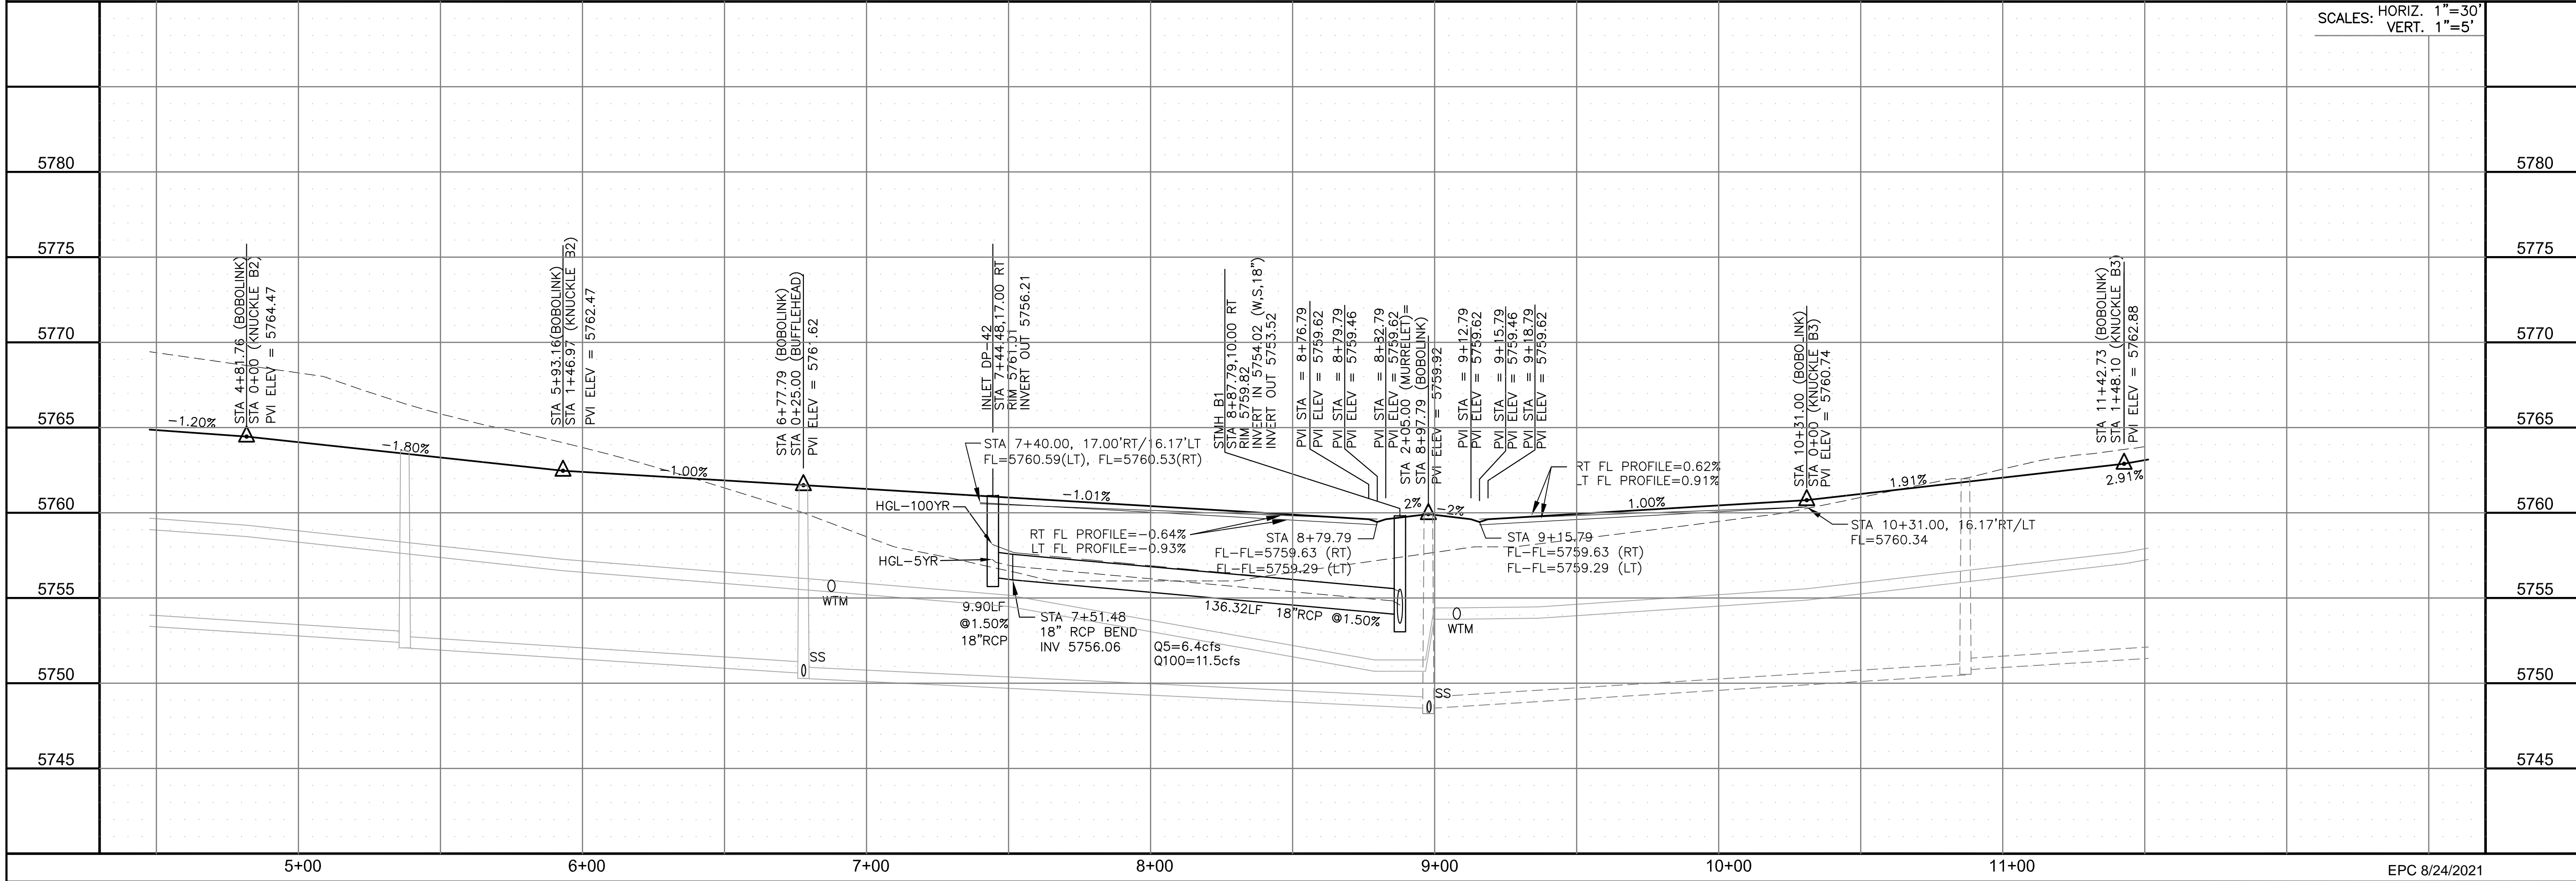 SCALES: HORIZ. 1"=30'
VERT. 1"=5'
5780
5775
5770
5765
5760
5755
5750
5745
5780
5775
5770
5765
5760
5755
5750
5745
STA 4+81.76 (BOBOLINK)
STA 0+00 (KNUCKLE B2)
PVI ELEV = 5764.47
STA 5+93.16(BOBOLINK)
STA 1+46.97 (KNUCKLE B2)
PVI ELEV = 5762.47
STA 6+77.79 (BOBOLINK)
STA 0+25.00 (BUFFLEHEAD)
PVI ELEV = 5761.62
INLET DP-42
STA 7+44.48,17.00 RT
RIM 5761.01
INVERT OUT 5756.21
STMH B1
STA 8+87.79,10.00 RT
RIM 5759.82
INVERT IN 5754.02 (W,S,18")
INVERT OUT 5753.52
PVI STA = 8+76.79
PVI ELEV = 5759.62
PVI STA = 8+79.79
PVI ELEV = 5759.46
PVI STA = 8+82.79
PVI ELEV = 5759.62
STA 2+05.00 (MURRELET)=
STA 8+97.79 (BOBOLINK)
PVI ELEV = 5759.92
PVI STA = 9+12.79
PVI ELEV = 5759.62
PVI STA = 9+15.79
PVI ELEV = 5759.46
PVI STA = 9+18.79
PVI ELEV = 5759.62
STA 10+31.00 (BOBOLINK)
STA 0+00 (KNUCKLE B3)
PVI ELEV = 5760.74
STA 11+42.73 (BOBOLINK)
STA 1+48.10 (KNUCKLE B3)
PVI ELEV = 5762.88
-1.20%
-1.80%
-1.00%
-1.01%
2%
-2%
1.00%
1.91%
2.91%
STA 7+40.00, 17.00'RT/16.17'LT
FL=5760.59(LT), FL=5760.53(RT)
HGL-100YR
HGL-5YR
RT FL PROFILE=-0.64%
LT FL PROFILE=-0.93%
STA 8+79.79
FL-FL=5759.63 (RT)
FL-FL=5759.29 (LT)
STA 9+15.79
FL-FL=5759.63 (RT)
FL-FL=5759.29 (LT)
RT FL PROFILE=0.62%
LT FL PROFILE=0.91%
STA 10+31.00, 16.17'RT/LT
FL=5760.34
WTM
SS
9.90LF
@1.50%
18"RCP
STA 7+51.48
18" RCP BEND
INV 5756.06
Q5=6.4cfs
Q100=11.5cfs
136.32LF 18"RCP @1.50%
WTM
SS
5+00
6+00
7+00
8+00
9+00
10+00
11+00
EPC 8/24/2021